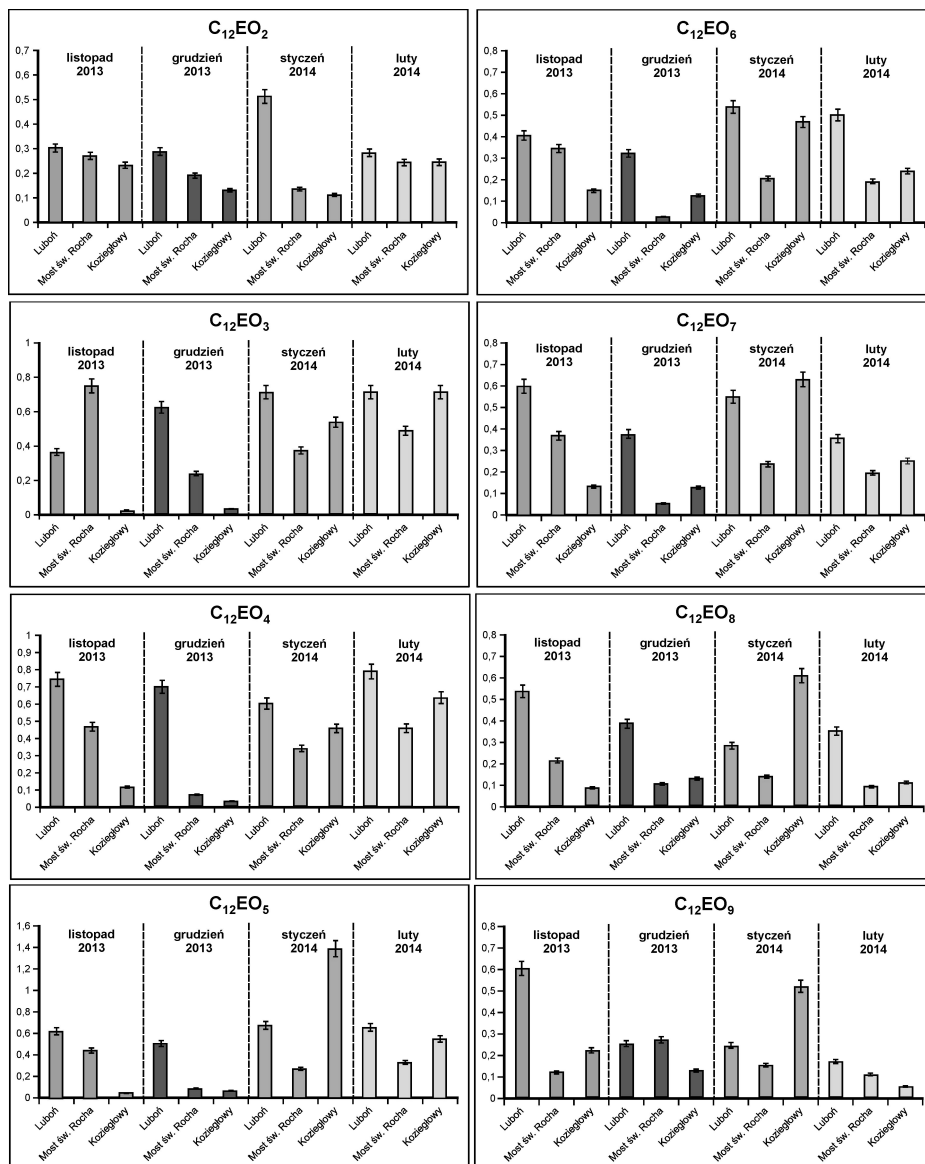 C₁₂EO₂
0,7
0,6
0,5
0,4
0,3
0,2
0,1
0
listopad 2013
grudzień 2013
styczeń 2014
luty 2014
Luboń Most św. Rocha Koziegłowy Luboń Most św. Rocha Koziegłowy Luboń Most św. Rocha Koziegłowy Luboń Most św. Rocha Koziegłowy
C₁₂EO₆
0,8
0,7
0,6
0,5
0,4
0,3
0,2
0,1
0
listopad 2013
grudzień 2013
styczeń 2014
luty 2014
Luboń Most św. Rocha Koziegłowy Luboń Most św. Rocha Koziegłowy Luboń Most św. Rocha Koziegłowy Luboń Most św. Rocha Koziegłowy
C₁₂EO₃
1
0,8
0,6
0,4
0,2
0
listopad 2013
grudzień 2013
styczeń 2014
luty 2014
Luboń Most św. Rocha Koziegłowy Luboń Most św. Rocha Koziegłowy Luboń Most św. Rocha Koziegłowy Luboń Most św. Rocha Koziegłowy
C₁₂EO₇
0,8
0,7
0,6
0,5
0,4
0,3
0,2
0,1
0
listopad 2013
grudzień 2013
styczeń 2014
luty 2014
Luboń Most św. Rocha Koziegłowy Luboń Most św. Rocha Koziegłowy Luboń Most św. Rocha Koziegłowy Luboń Most św. Rocha Koziegłowy
C₁₂EO₄
1
0,9
0,8
0,7
0,6
0,5
0,4
0,3
0,2
0,1
0
listopad 2013
grudzień 2013
styczeń 2014
luty 2014
Luboń Most św. Rocha Koziegłowy Luboń Most św. Rocha Koziegłowy Luboń Most św. Rocha Koziegłowy Luboń Most św. Rocha Koziegłowy
C₁₂EO₈
0,8
0,7
0,6
0,5
0,4
0,3
0,2
0,1
0
listopad 2013
grudzień 2013
styczeń 2014
luty 2014
Luboń Most św. Rocha Koziegłowy Luboń Most św. Rocha Koziegłowy Luboń Most św. Rocha Koziegłowy Luboń Most św. Rocha Koziegłowy
C₁₂EO₅
1,6
1,4
1,2
1
0,8
0,6
0,4
0,2
0
listopad 2013
grudzień 2013
styczeń 2014
luty 2014
Luboń Most św. Rocha Koziegłowy Luboń Most św. Rocha Koziegłowy Luboń Most św. Rocha Koziegłowy Luboń Most św. Rocha Koziegłowy
C₁₂EO₉
0,8
0,7
0,6
0,5
0,4
0,3
0,2
0,1
0
listopad 2013
grudzień 2013
styczeń 2014
luty 2014
Luboń Most św. Rocha Koziegłowy Luboń Most św. Rocha Koziegłowy Luboń Most św. Rocha Koziegłowy Luboń Most św. Rocha Koziegłowy